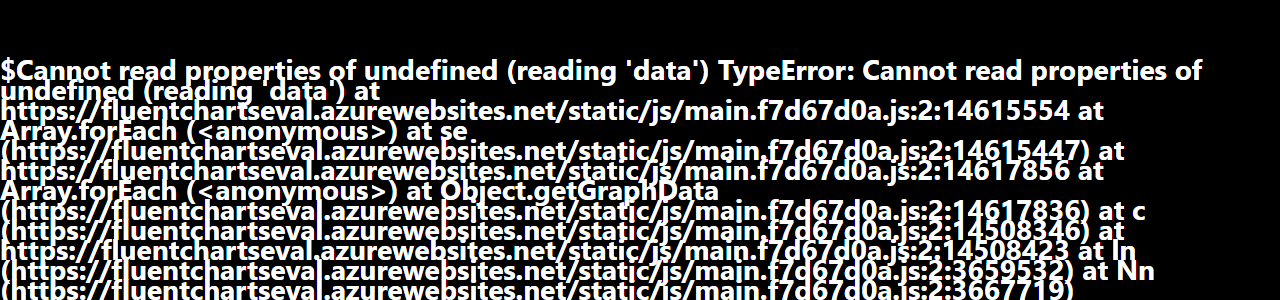 $Cannot read properties of undefined (reading 'data') TypeError: Cannot read properties of
undefined (reading 'data') at
https://fluentchartseval.azurewebsites.net/static/js/main.f7d67d0a.js:2:14615554 at
Array.forEach (<anonymous>) at se
(https://fluentchartseval.azurewebsites.net/static/js/main.f7d67d0a.js:2:14615447) at
https://fluentchartseval.azurewebsites.net/static/js/main.f7d67d0a.js:2:14617856 at
Array.forEach (<anonymous>) at Object.getGraphData
(https://fluentchartseval.azurewebsites.net/static/js/main.f7d67d0a.js:2:14617836) at c
(https://fluentchartseval.azurewebsites.net/static/js/main.f7d67d0a.js:2:14508346) at
https://fluentchartseval.azurewebsites.net/static/js/main.f7d67d0a.js:2:14508423 at ln
(https://fluentchartseval.azurewebsites.net/static/js/main.f7d67d0a.js:2:3659532) at Nn
(https://fluentchartseval.azurewebsites.net/static/js/main.f7d67d0a.js:2:3667719)